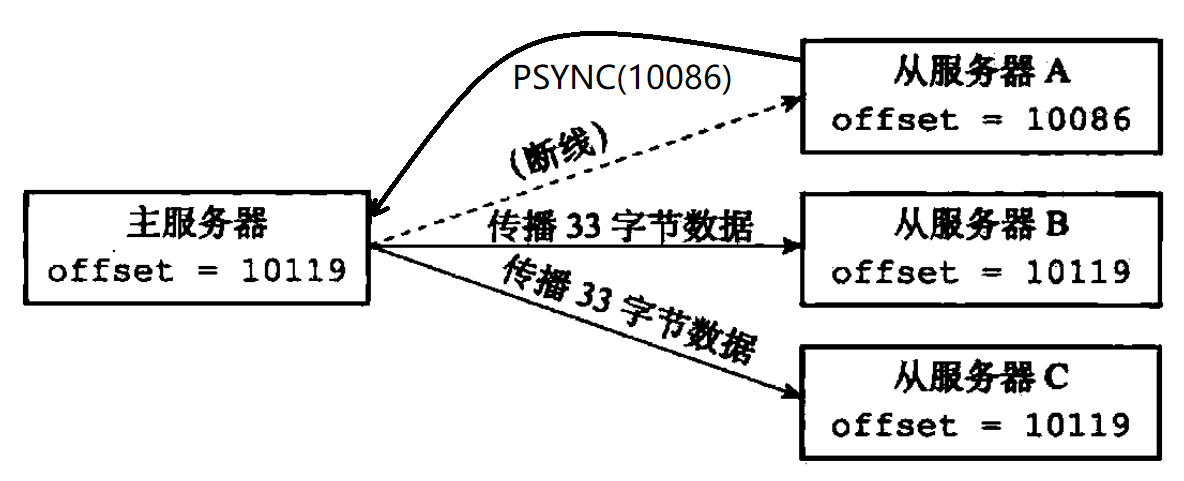 从服务器 A
offset = 10086
PSYNC(10086)
(断线)
主服务器
offset = 10119
传播 33 字节数据
从服务器 B
offset = 10119
传播 33 字节数据
从服务器 C
offset = 10119